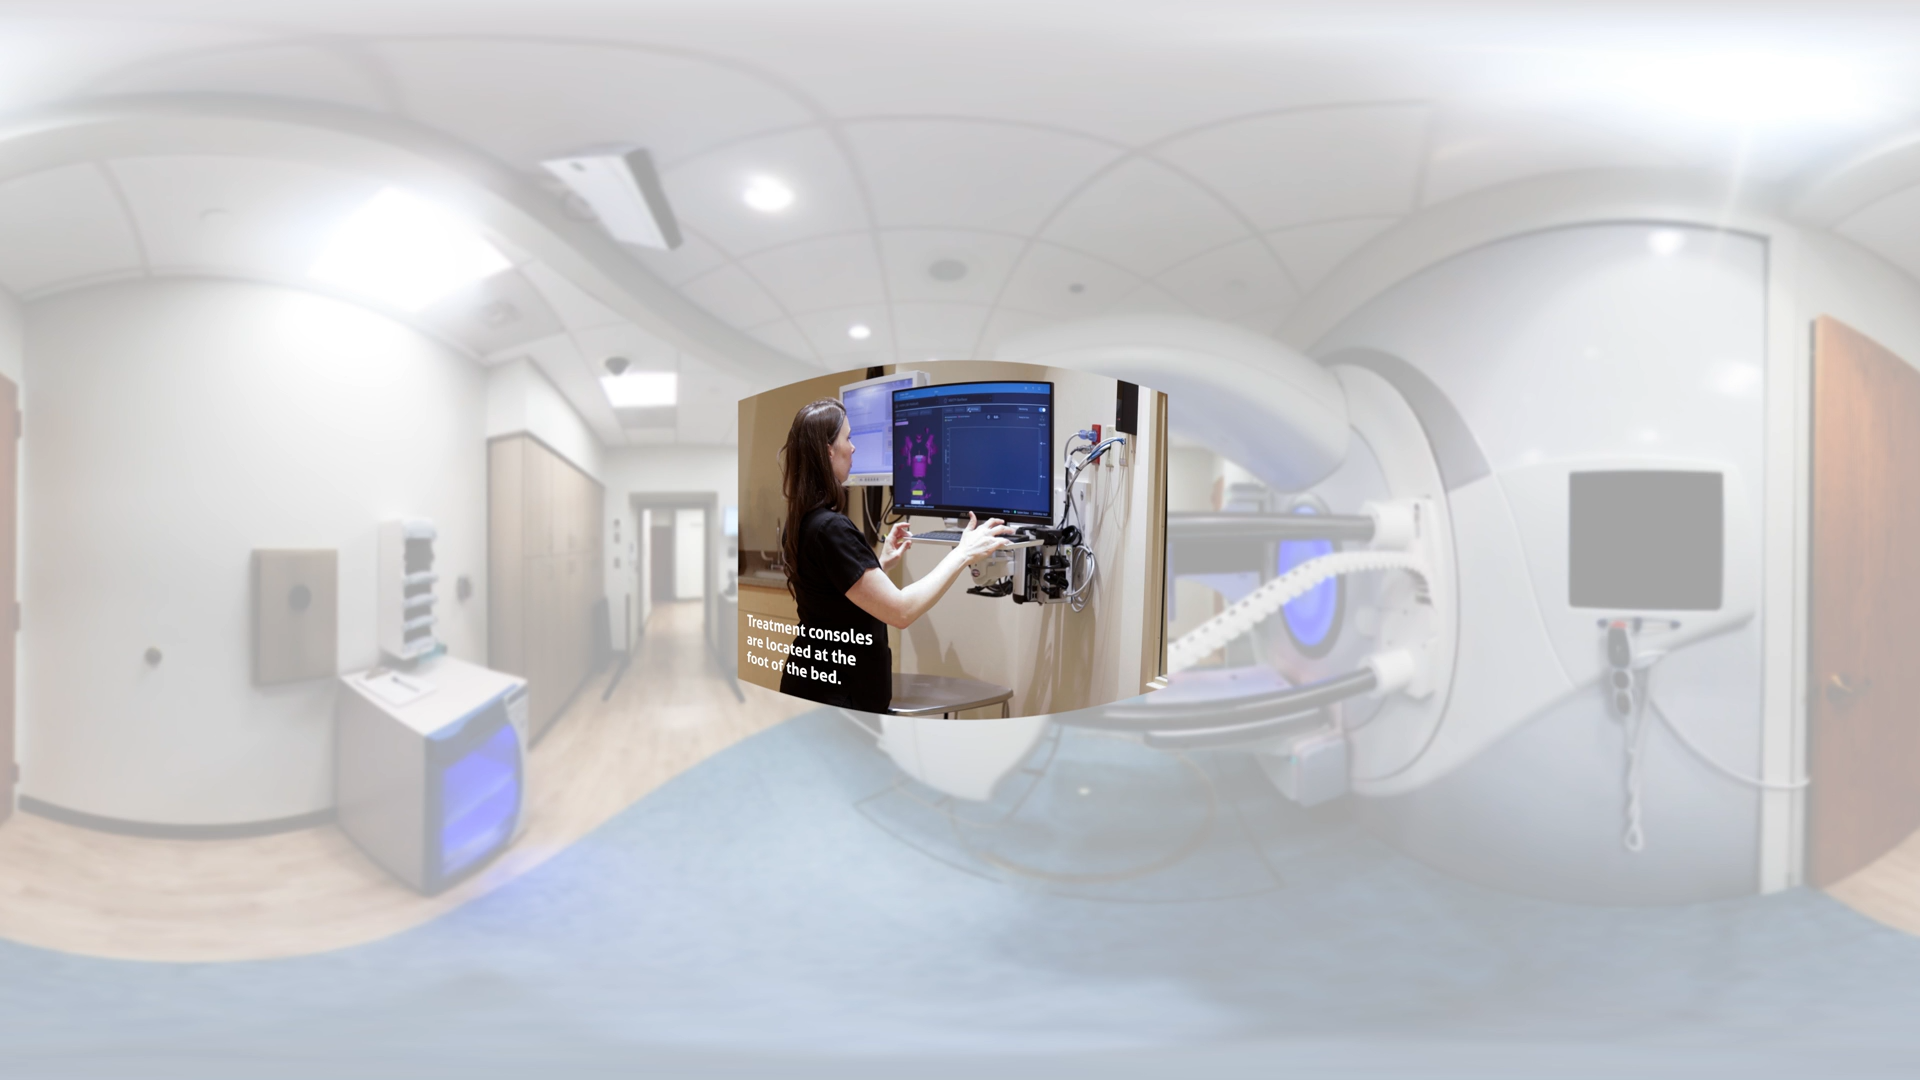 Treatment consoles
are located at the
foot of the bed.